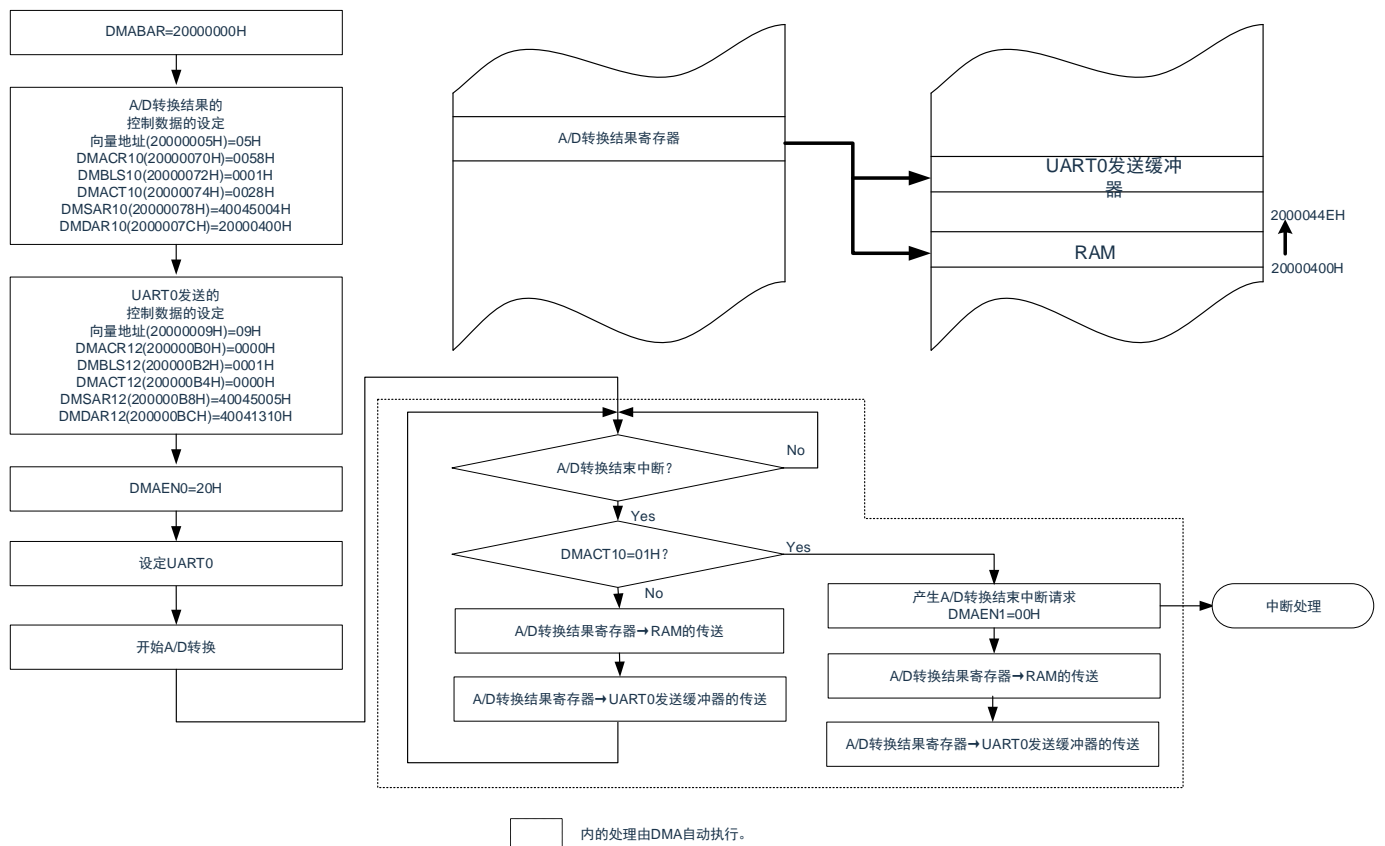 DMABAR=20000000H
A/D转换结果的
控制数据的设定
向量地址(20000005H)=05H
DMACR10(20000070H)=0058H
DMBLS10(20000072H)=0001H
DMACT10(20000074H)=0028H
DMSAR10(20000078H)=40045004H
DMDAR10(2000007CH)=20000400H
UART0发送的
控制数据的设定
向量地址(20000009H)=09H
DMACR12(200000B0H)=0000H
DMBLS12(200000B2H)=0001H
DMACT12(200000B4H)=0000H
DMSAR12(200000B8H)=40045005H
DMDAR12(200000BCH)=40041310H
DMAEN0=20H
设定UART0
开始A/D转换
A/D转换结果寄存器
UART0发送缓冲
器
2000044EH
RAM
20000400H
A/D转换结束中断?
No
Yes
DMACT10=01H?
Yes
No
A/D转换结果寄存器→RAM的传送
A/D转换结果寄存器→UART0发送缓冲器的传送
产生A/D转换结束中断请求
DMAEN1=00H
中断处理
A/D转换结果寄存器→RAM的传送
A/D转换结果寄存器→UART0发送缓冲器的传送
内的处理由DMA自动执行。